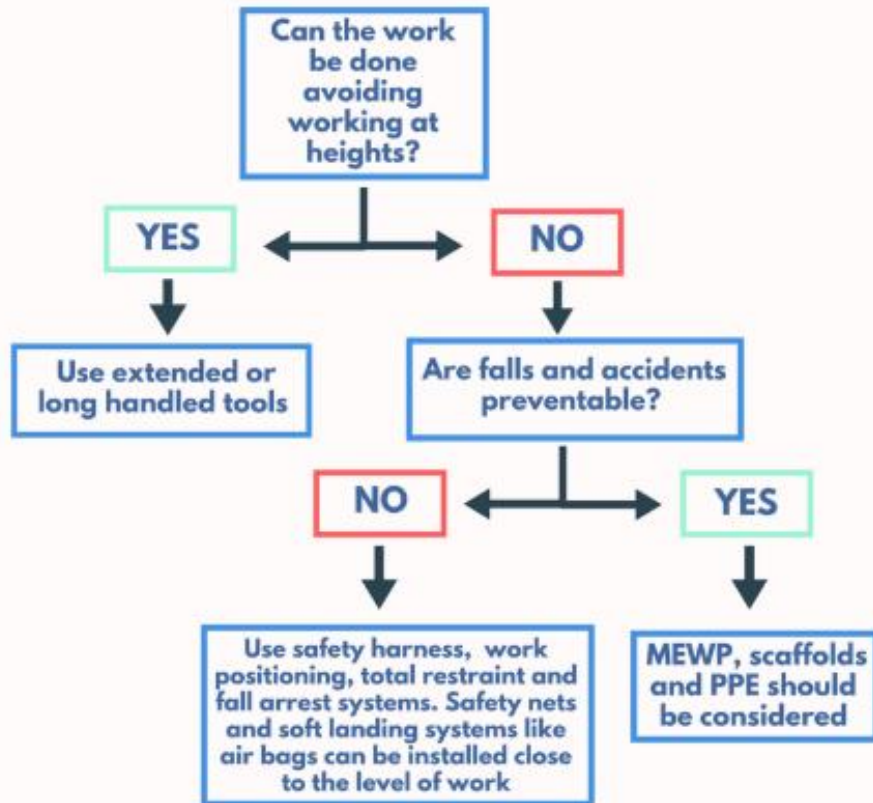 Can the work
be done
avoiding
working at
heights?
YES
NO
Use extended or
long handled tools
Are falls and accidents
preventable?
NO
YES
Use safety harness, work
positioning, total restraint and
fall arrest systems. Safety nets
and soft landing systems like
air bags can be installed close
to the level of work
MEWP, scaffolds
and PPE should
be considered